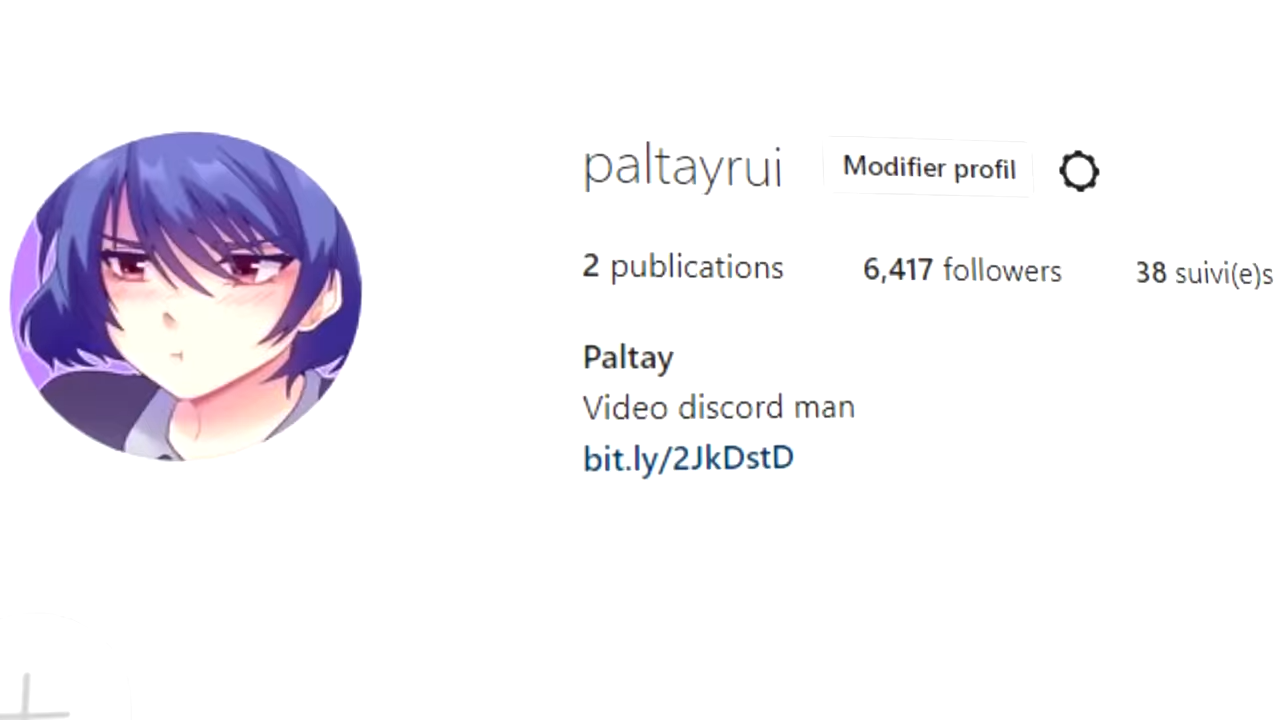 paltayrui Modifier profil
2 publications 6,417 followers 38 suivi(e)s
Paltay
Video discord man
bit.ly/2JkDstD